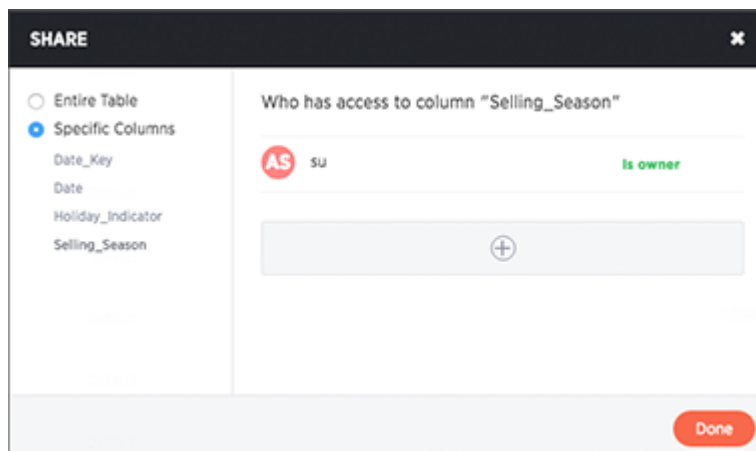 SHARE
Entire Table
Specific Columns
Date_Key
Date
Holiday_Indicator
Selling_Season
Who has access to column "Selling_Season"
AS su Is owner
Done